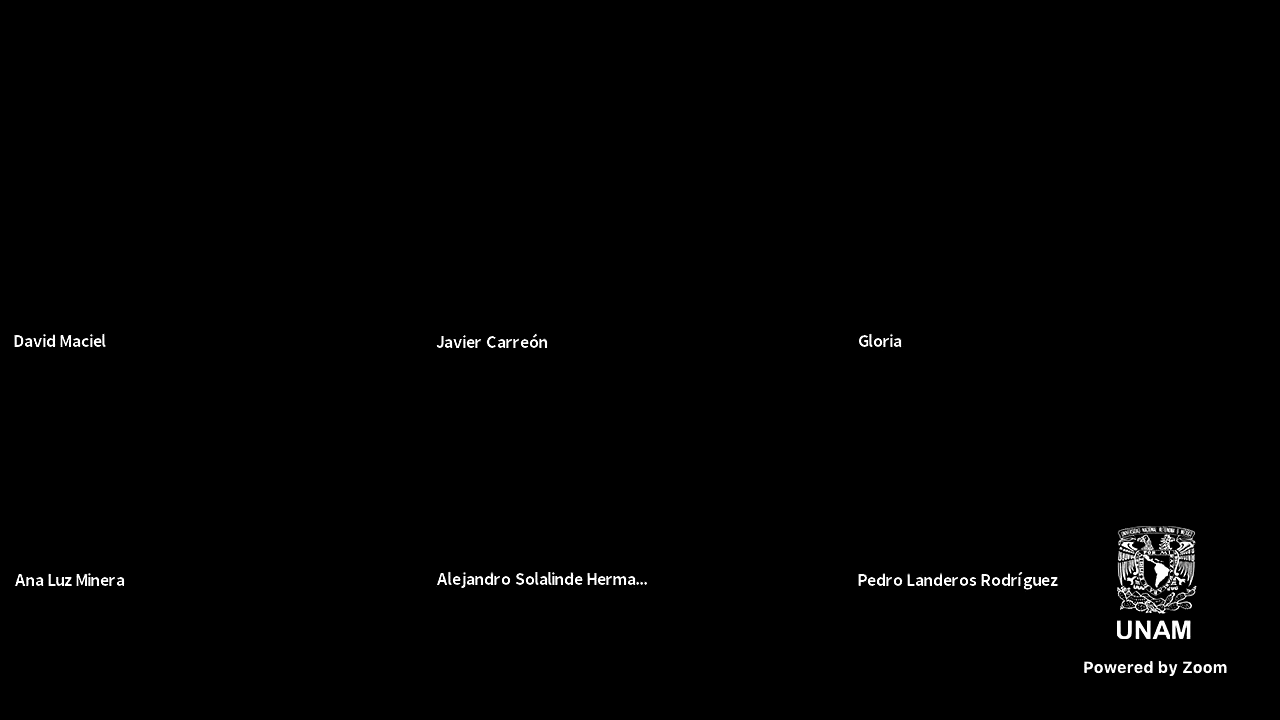 David Maciel
Javier Carreón
Gloria
Ana Luz Minera
Alejandro Solalinde Herma...
Pedro Landeros Rodríguez
UNAM
Powered by Zoom